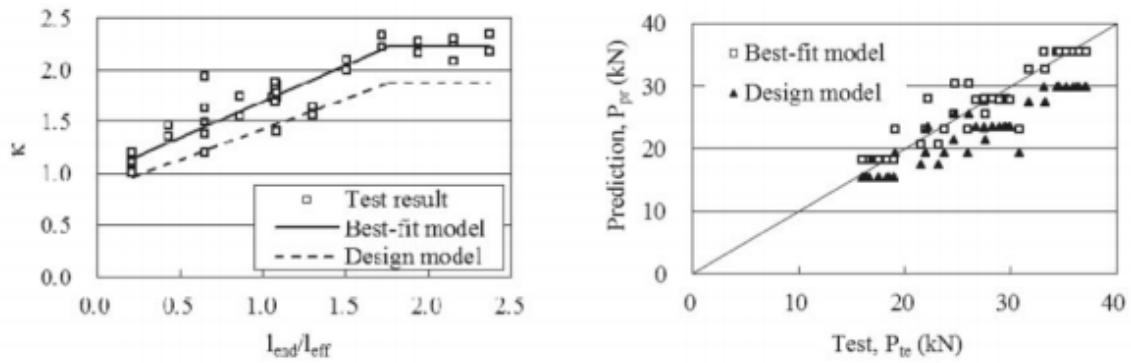 2.5
2.0
1.5
1.0
0.5
0.0
κ
0.0 0.5 1.0 1.5 2.0 2.5
l_end/l_eff
Test result
Best-fit model
Design model
40
30
20
10
0
Prediction, P_pr (kN)
0 10 20 30 40
Test, P_te (kN)
Best-fit model
Design model